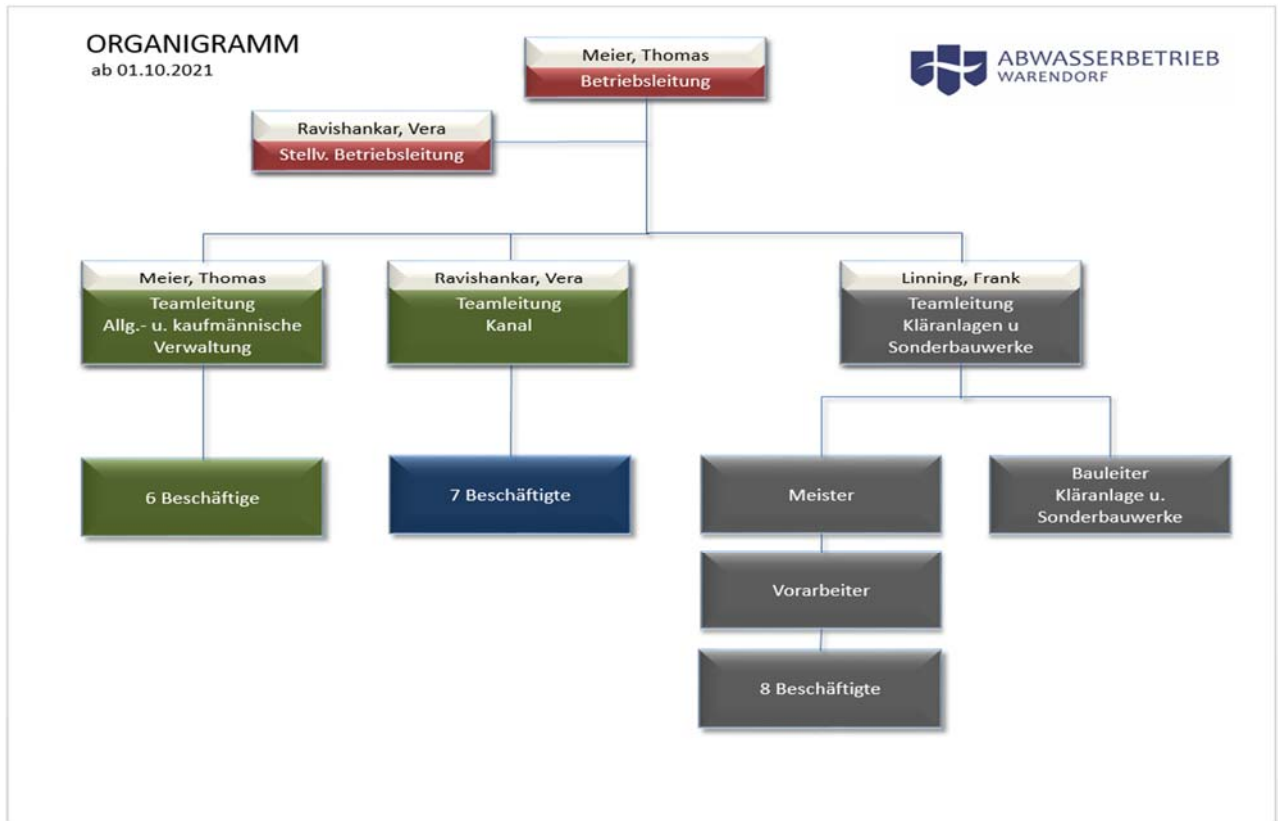 ORGANIGRAMM
ab 01.10.2021
Meier, Thomas
Betriebsleitung
ABWASSERBETRIEB
WARENDORF
Ravishankar, Vera
Stellv. Betriebsleitung
Meier, Thomas
Teamleitung
Allg.- u. kaufmännische
Verwaltung
Ravishankar, Vera
Teamleitung
Kanal
Linning, Frank
Teamleitung
Kläranlagen u
Sonderbauwerke
6 Beschäftige
7 Beschäftigte
Meister
Bauleiter
Kläranlage u.
Sonderbauwerke
Vorarbeiter
8 Beschäftigte